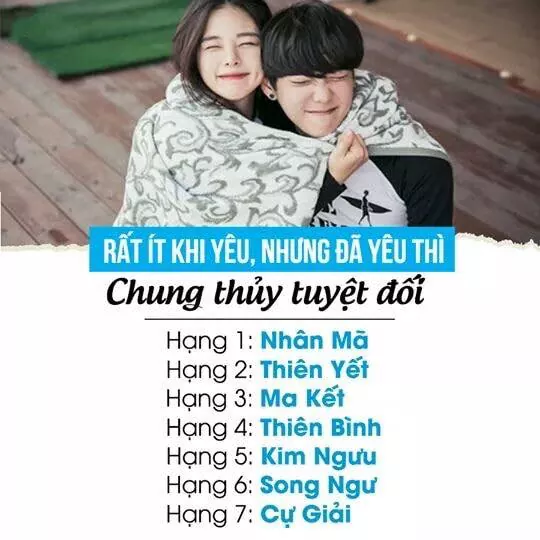 RẤT ÍT KHI YÊU, NHƯNG ĐÃ YÊU THÌ
Chung thủy tuyệt đối
Hạng 1: Nhân Mã
Hạng 2: Thiên Yết
Hạng 3: Ma Kết
Hạng 4: Thiên Bình
Hạng 5: Kim Ngưu
Hạng 6: Song Ngư
Hạng 7: Cự Giải